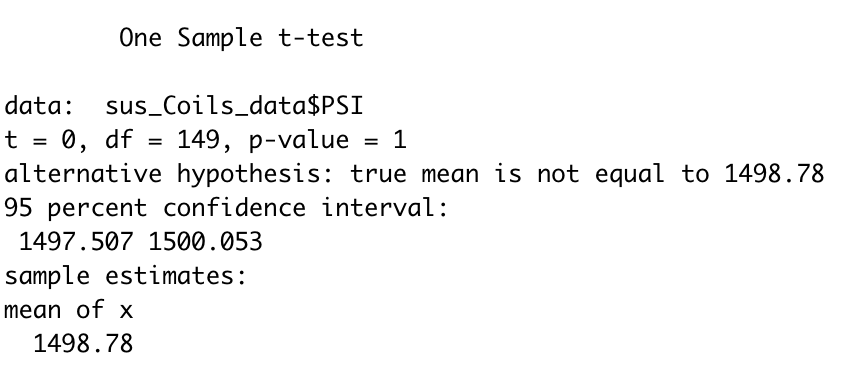 One Sample t-test
data:  sus_Coils_data$PSI
t = 0, df = 149, p-value = 1
alternative hypothesis: true mean is not equal to 1498.78
95 percent confidence interval:
1497.507 1500.053
sample estimates:
mean of x
1498.78